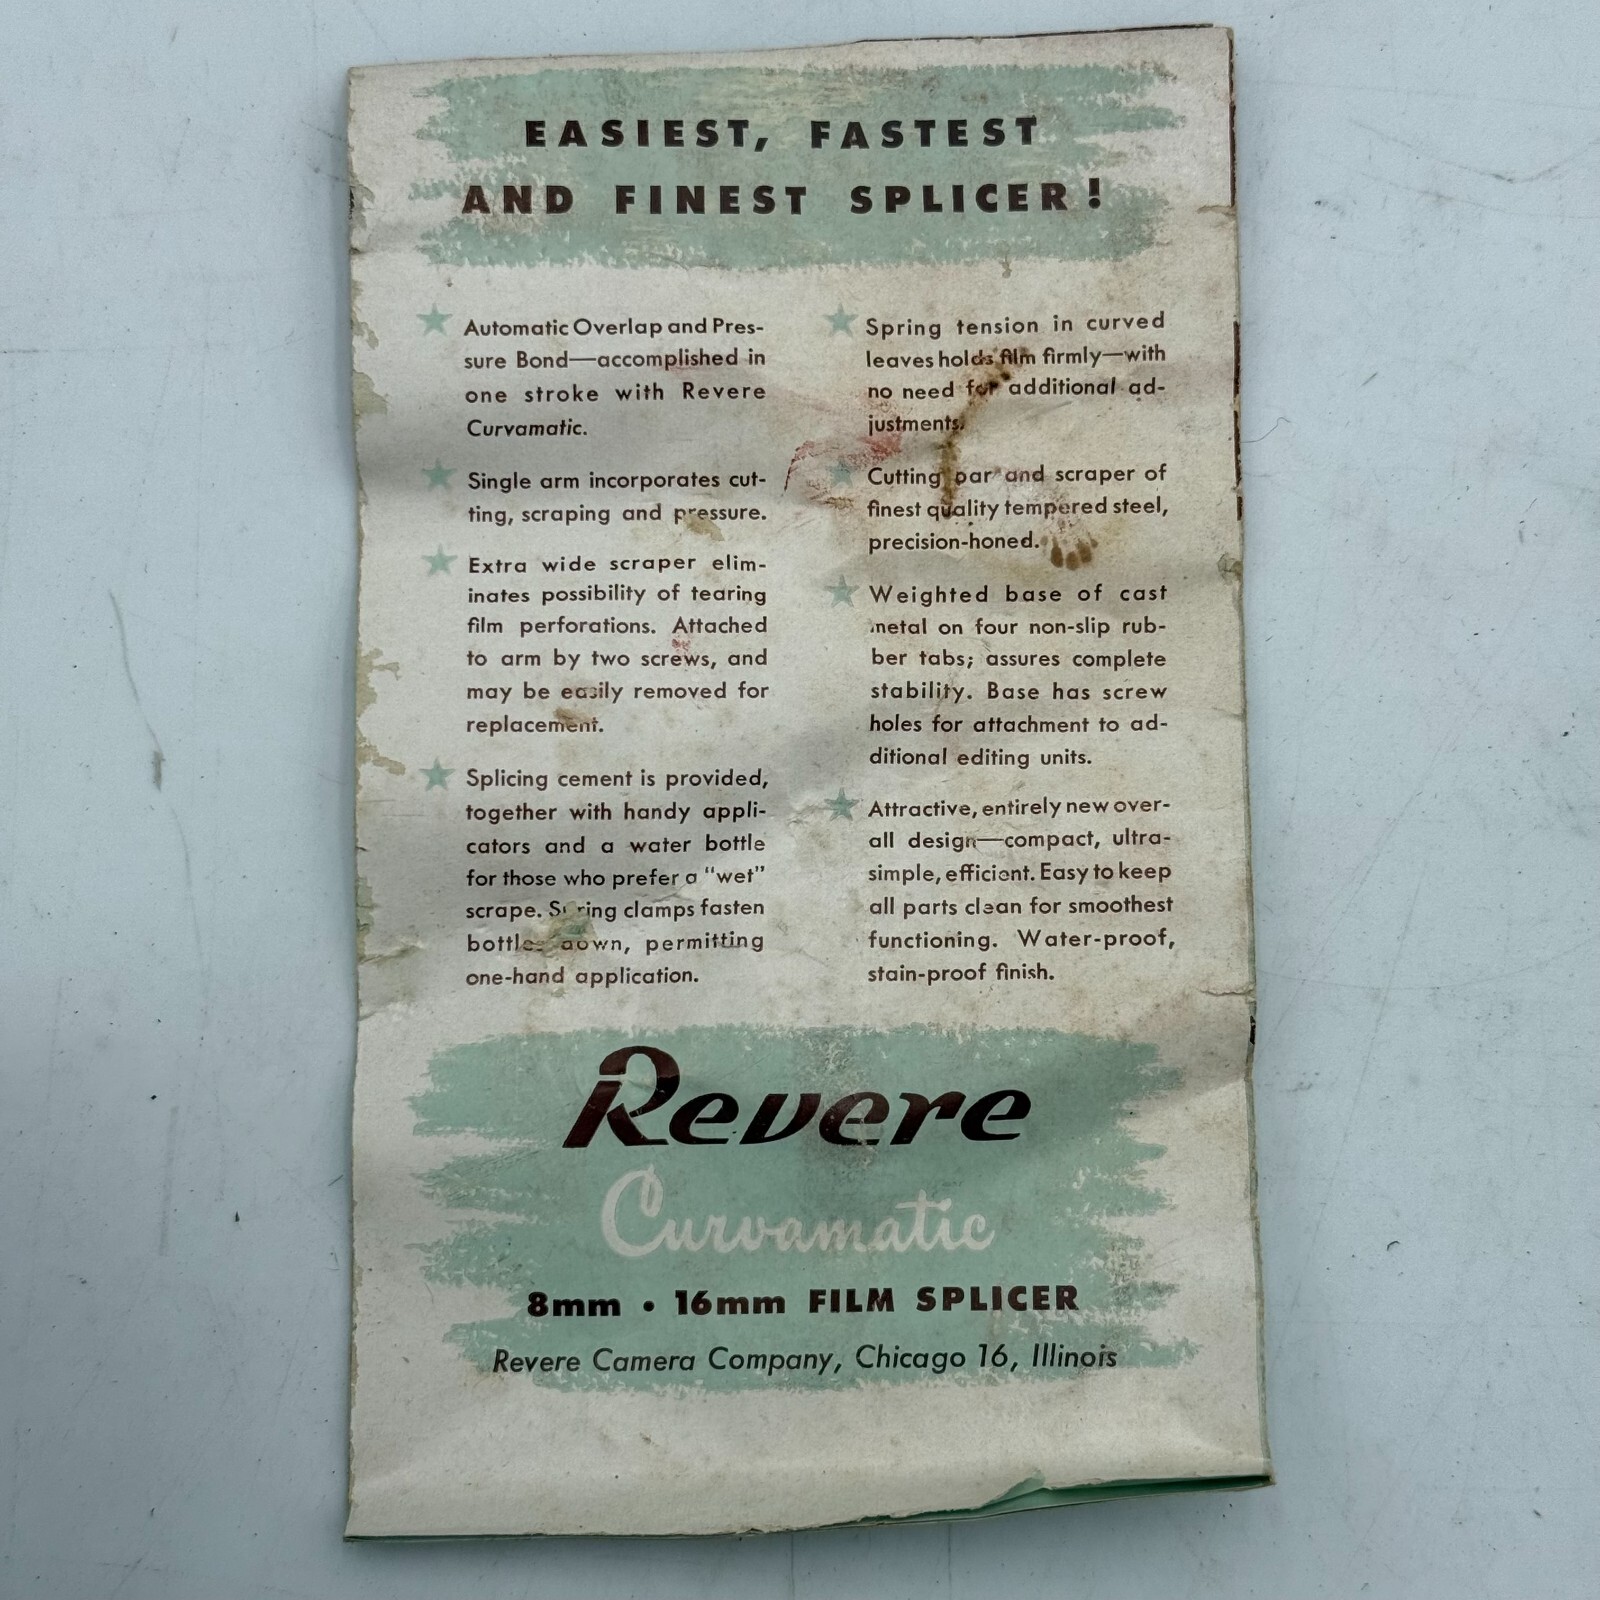 EASIEST, FASTEST
AND FINEST SPLICER!
Automatic Overlap and Pres-
sure Bond—accomplished in
one stroke with Revere
Curvamatic.
Single arm incorporates cut-
ting, scraping and pressure.
Extra wide scraper elim-
inates possibility of tearing
film perforations. Attached
to arm by two screws, and
may be easily removed for
replacement.
Splicing cement is provided,
together with handy appli-
cators and a water bottle
for those who prefer a “wet”
scrape. Spring clamps fasten
bottles down, permitting
one-hand application.
Spring tension in curved
leaves holds film firmly—with
no need for additional ad-
justments.
Cutting bar and scraper of
finest quality tempered steel,
precision-honed.
Weighted base of cast
metal on four non-slip rub-
ber tabs; assures complete
stability. Base has screw
holes for attachment to ad-
ditional editing units.
Attractive, entirely new over-
all design—compact, ultra-
simple, efficient. Easy to keep
all parts clean for smoothest
functioning. Water-proof,
stain-proof finish.
Revere
Curvamatic
8mm • 16mm FILM SPLICER
Revere Camera Company, Chicago 16, Illinois